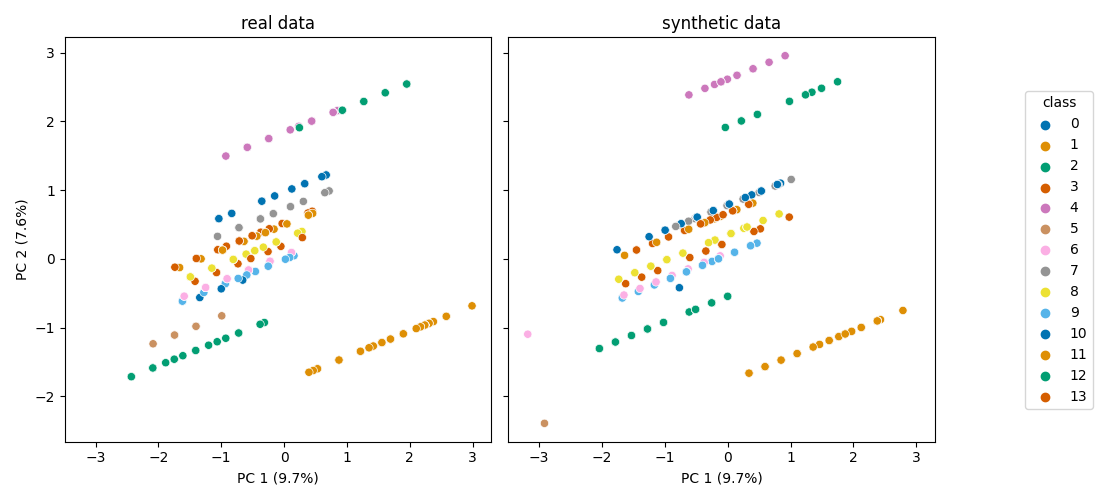 real data
synthetic data
3
2
1
0
−1
−2
PC 2 (7.6%)
−3 −2 −1 0 1 2 3
−3 −2 −1 0 1 2 3
PC 1 (9.7%)
PC 1 (9.7%)
class
0
1
2
3
4
5
6
7
8
9
10
11
12
13